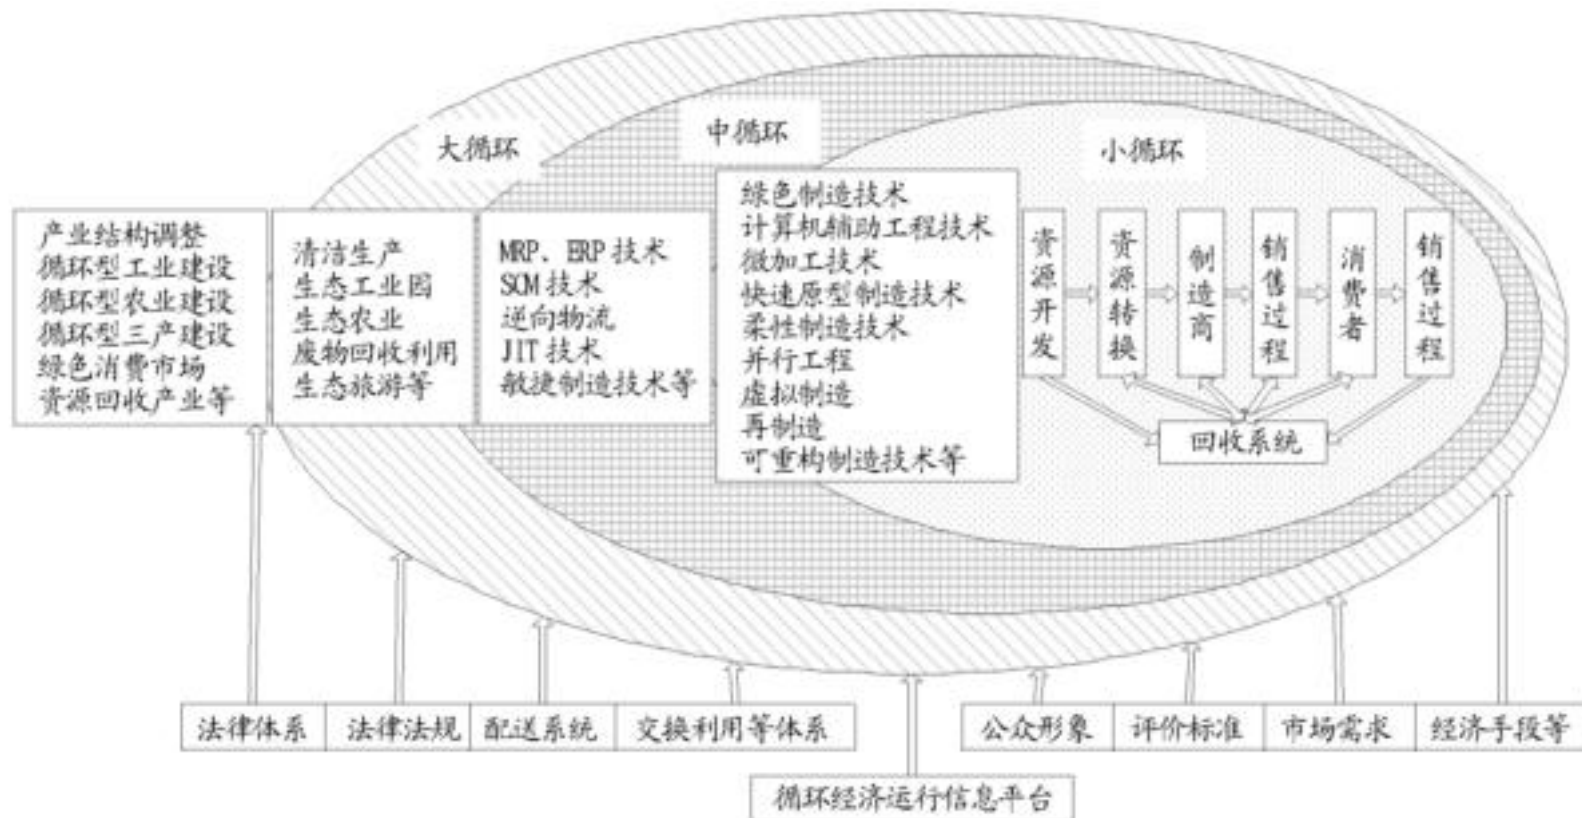 大循环
中循环
小循环
产业结构调整
循环型工业建设
循环型农业建设
循环型三产建设
绿色消费市场
资源回收产业等
清洁生产
生态工业园
生态农业
废物回收利用
生态旅游等
MRP、ERP 技术
SCM 技术
逆向物流
JIT 技术
敏捷制造技术等
绿色制造技术
计算机辅助工程技术
微加工技术
快速原型制造技术
柔性制造技术
并行工程
虚拟制造
再制造
可重构制造技术等
资源开发
资源转换
制造商
销售过程
消费者
销售过程
回收系统
法律体系
法律法规
配送系统
交换利用等体系
公众形象
评价标准
市场需求
经济手段等
循环经济运行信息平台